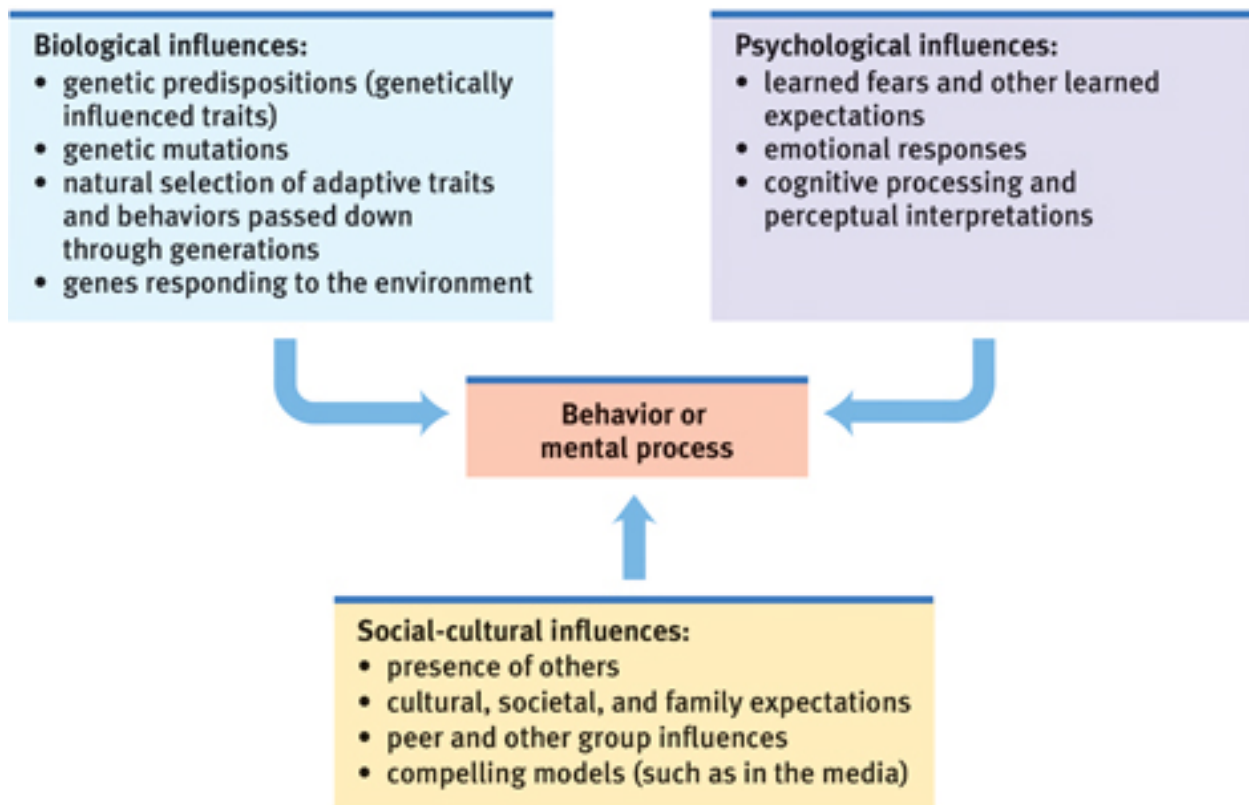 Biological influences:
• genetic predispositions (genetically
influenced traits)
• genetic mutations
• natural selection of adaptive traits
and behaviors passed down
through generations
• genes responding to the environment
Psychological influences:
• learned fears and other learned
expectations
• emotional responses
• cognitive processing and
perceptual interpretations
Behavior or
mental process
Social-cultural influences:
• presence of others
• cultural, societal, and family expectations
• peer and other group influences
• compelling models (such as in the media)